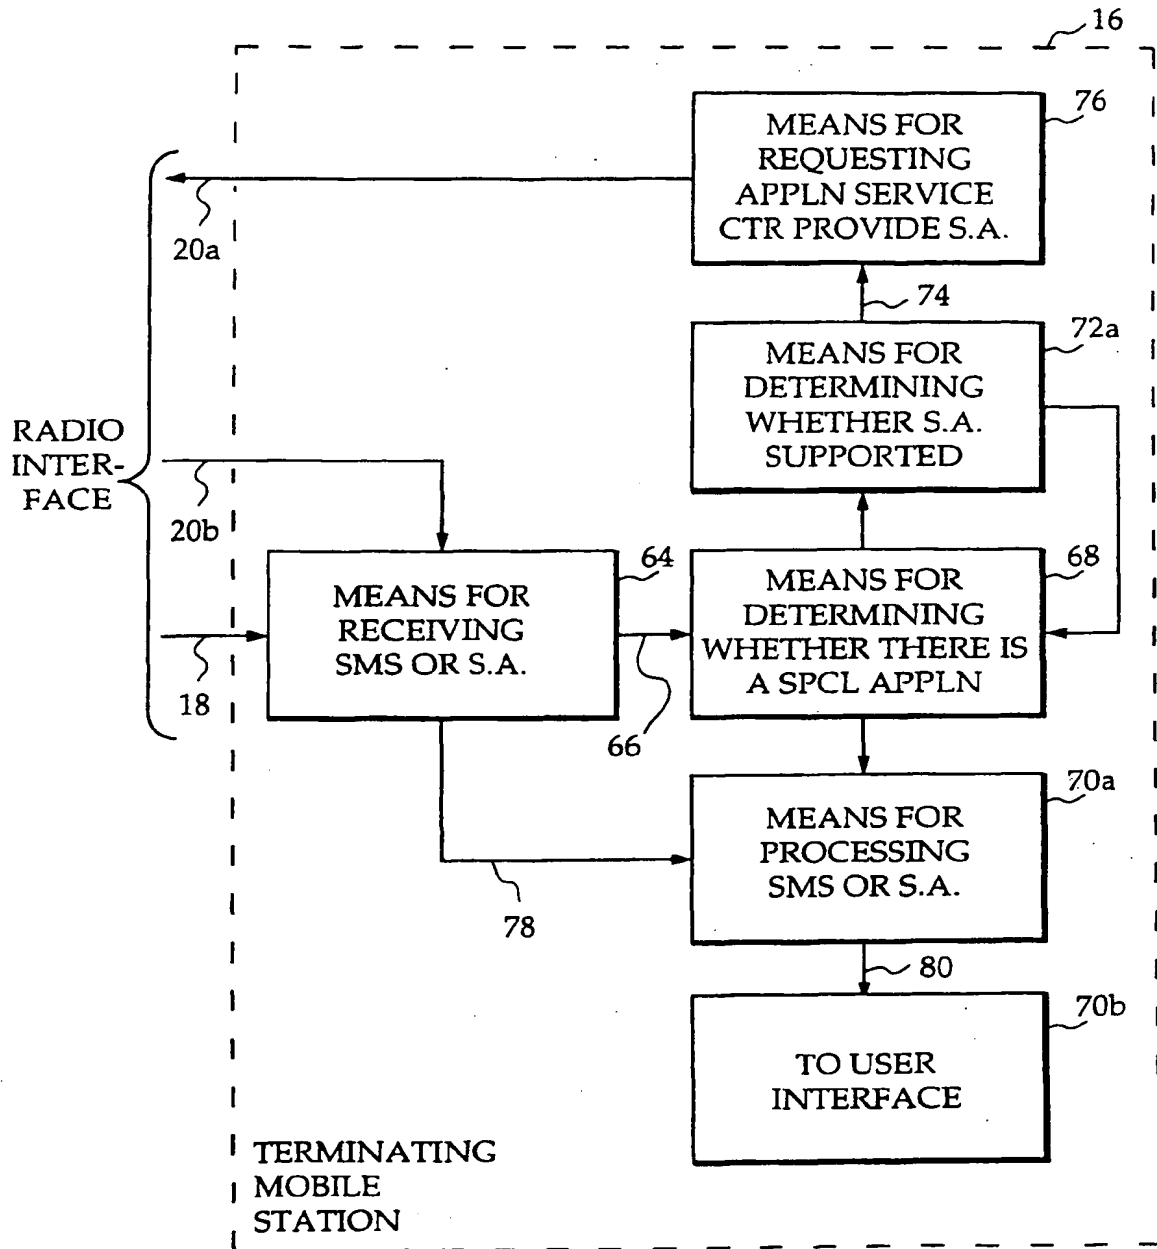 16
MEANS FOR
REQUESTING
APPLN SERVICE
CTR PROVIDE S.A.
76
20a
74
MEANS FOR
DETERMINING
WHETHER S.A.
SUPPORTED
72a
RADIO
INTER-
FACE
20b
MEANS FOR
RECEIVING
SMS OR S.A.
64
18
66
MEANS FOR
DETERMINING
WHETHER THERE IS
A SPCL APPLN
68
78
MEANS FOR
PROCESSING
SMS OR S.A.
70a
80
TO USER
INTERFACE
70b
TERMINATING
MOBILE
STATION